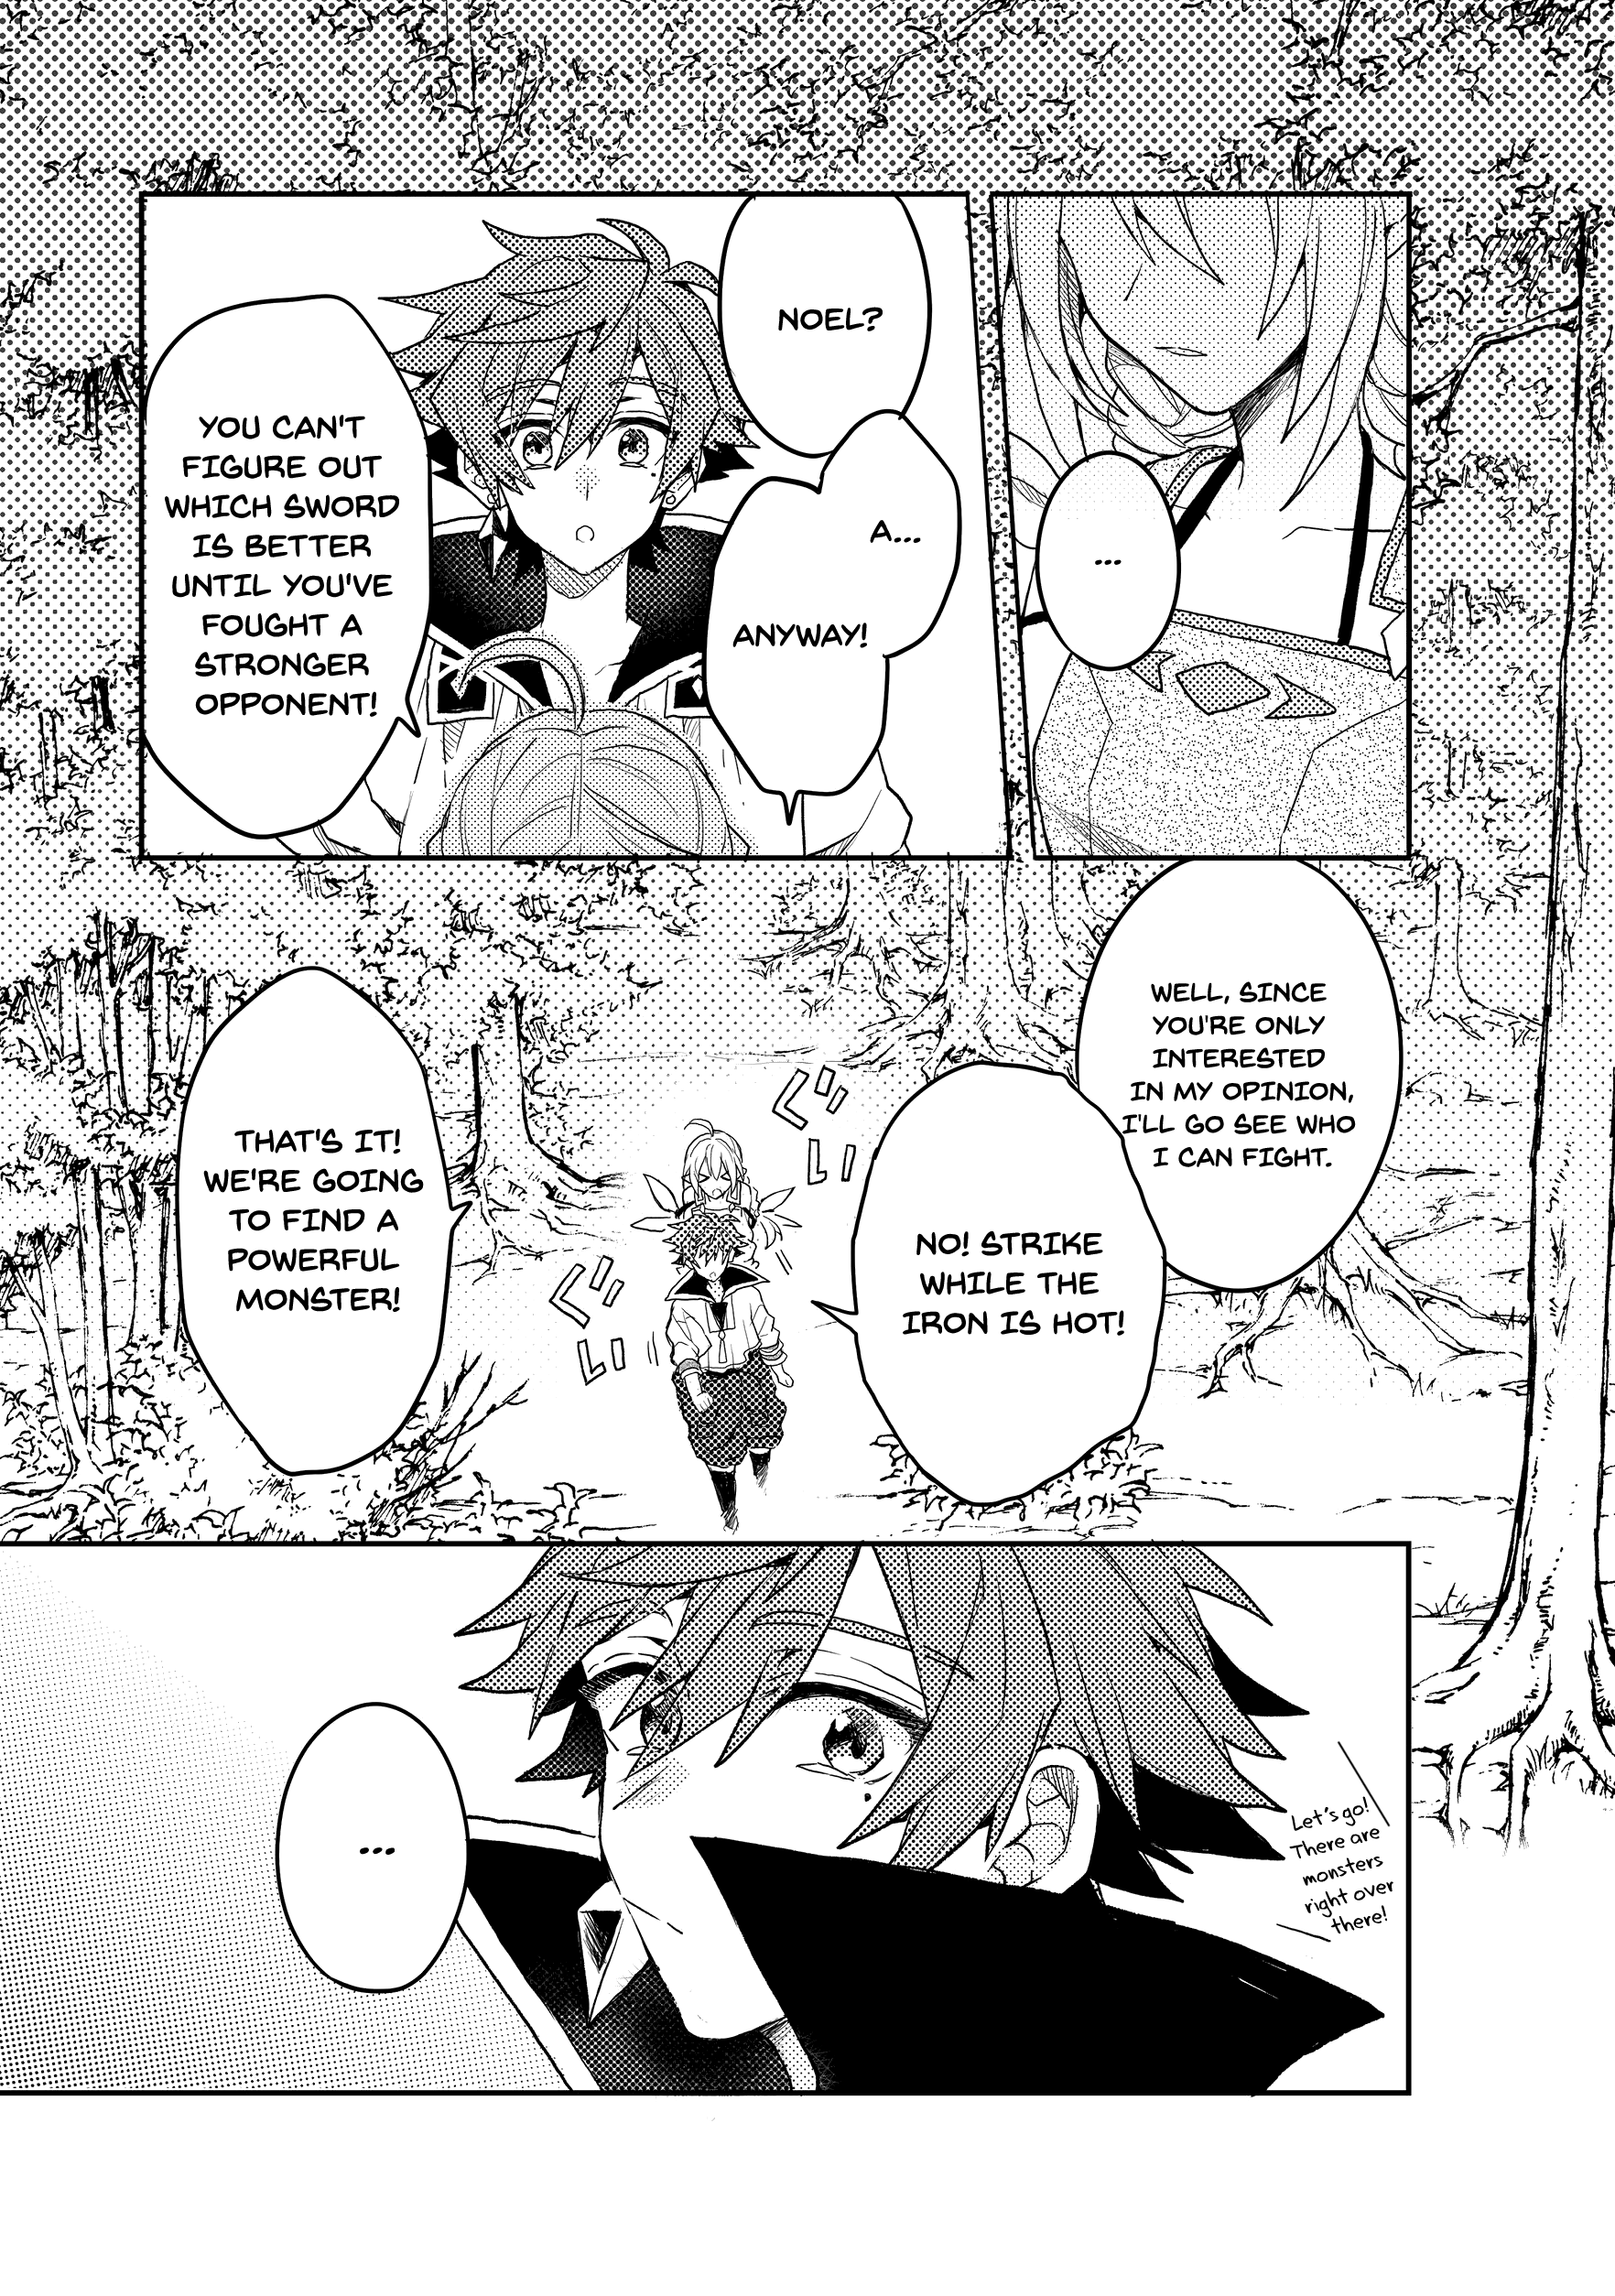 ...
NOEL?
A...
ANYWAY!
YOU CAN'T
FIGURE OUT
WHICH SWORD
IS BETTER
UNTIL YOU'VE
FOUGHT A
STRONGER
OPPONENT!
WELL, SINCE
YOU'RE ONLY
INTERESTED
IN MY OPINION,
I'LL GO SEE WHO
I CAN FIGHT.
NO! STRIKE
WHILE THE
IRON IS HOT!
ぐい
ぐい
THAT'S IT!
WE'RE GOING
TO FIND A
POWERFUL
MONSTER!
Let's go!
There are
monsters
right over
there!
...